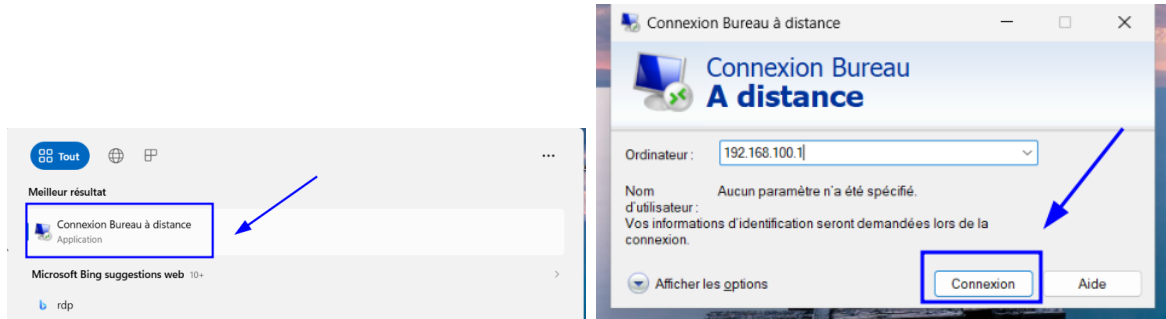 Tout
Meilleur résultat
Connexion Bureau à distance
Application
Microsoft Bing suggestions web 10+
rdp
Connexion Bureau à distance
Connexion Bureau
A distance
Ordinateur :
192.168.100.1
Nom d'utilisateur :
Aucun paramètre n'a été spécifié.
Vos informations d'identification seront demandées lors de la
connexion.
Afficher les options
Connexion
Aide